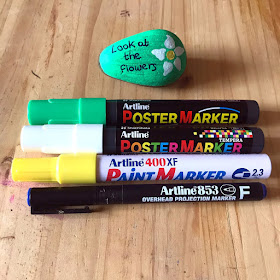 Look at
the
flowers
Artline
POSTER MARKER
Artline
POSTER MARKER
TEMPERA
Artline 400XF
PAINT MARKER
2.3
Artline 853
OVERHEAD PROJECTION MARKER
F